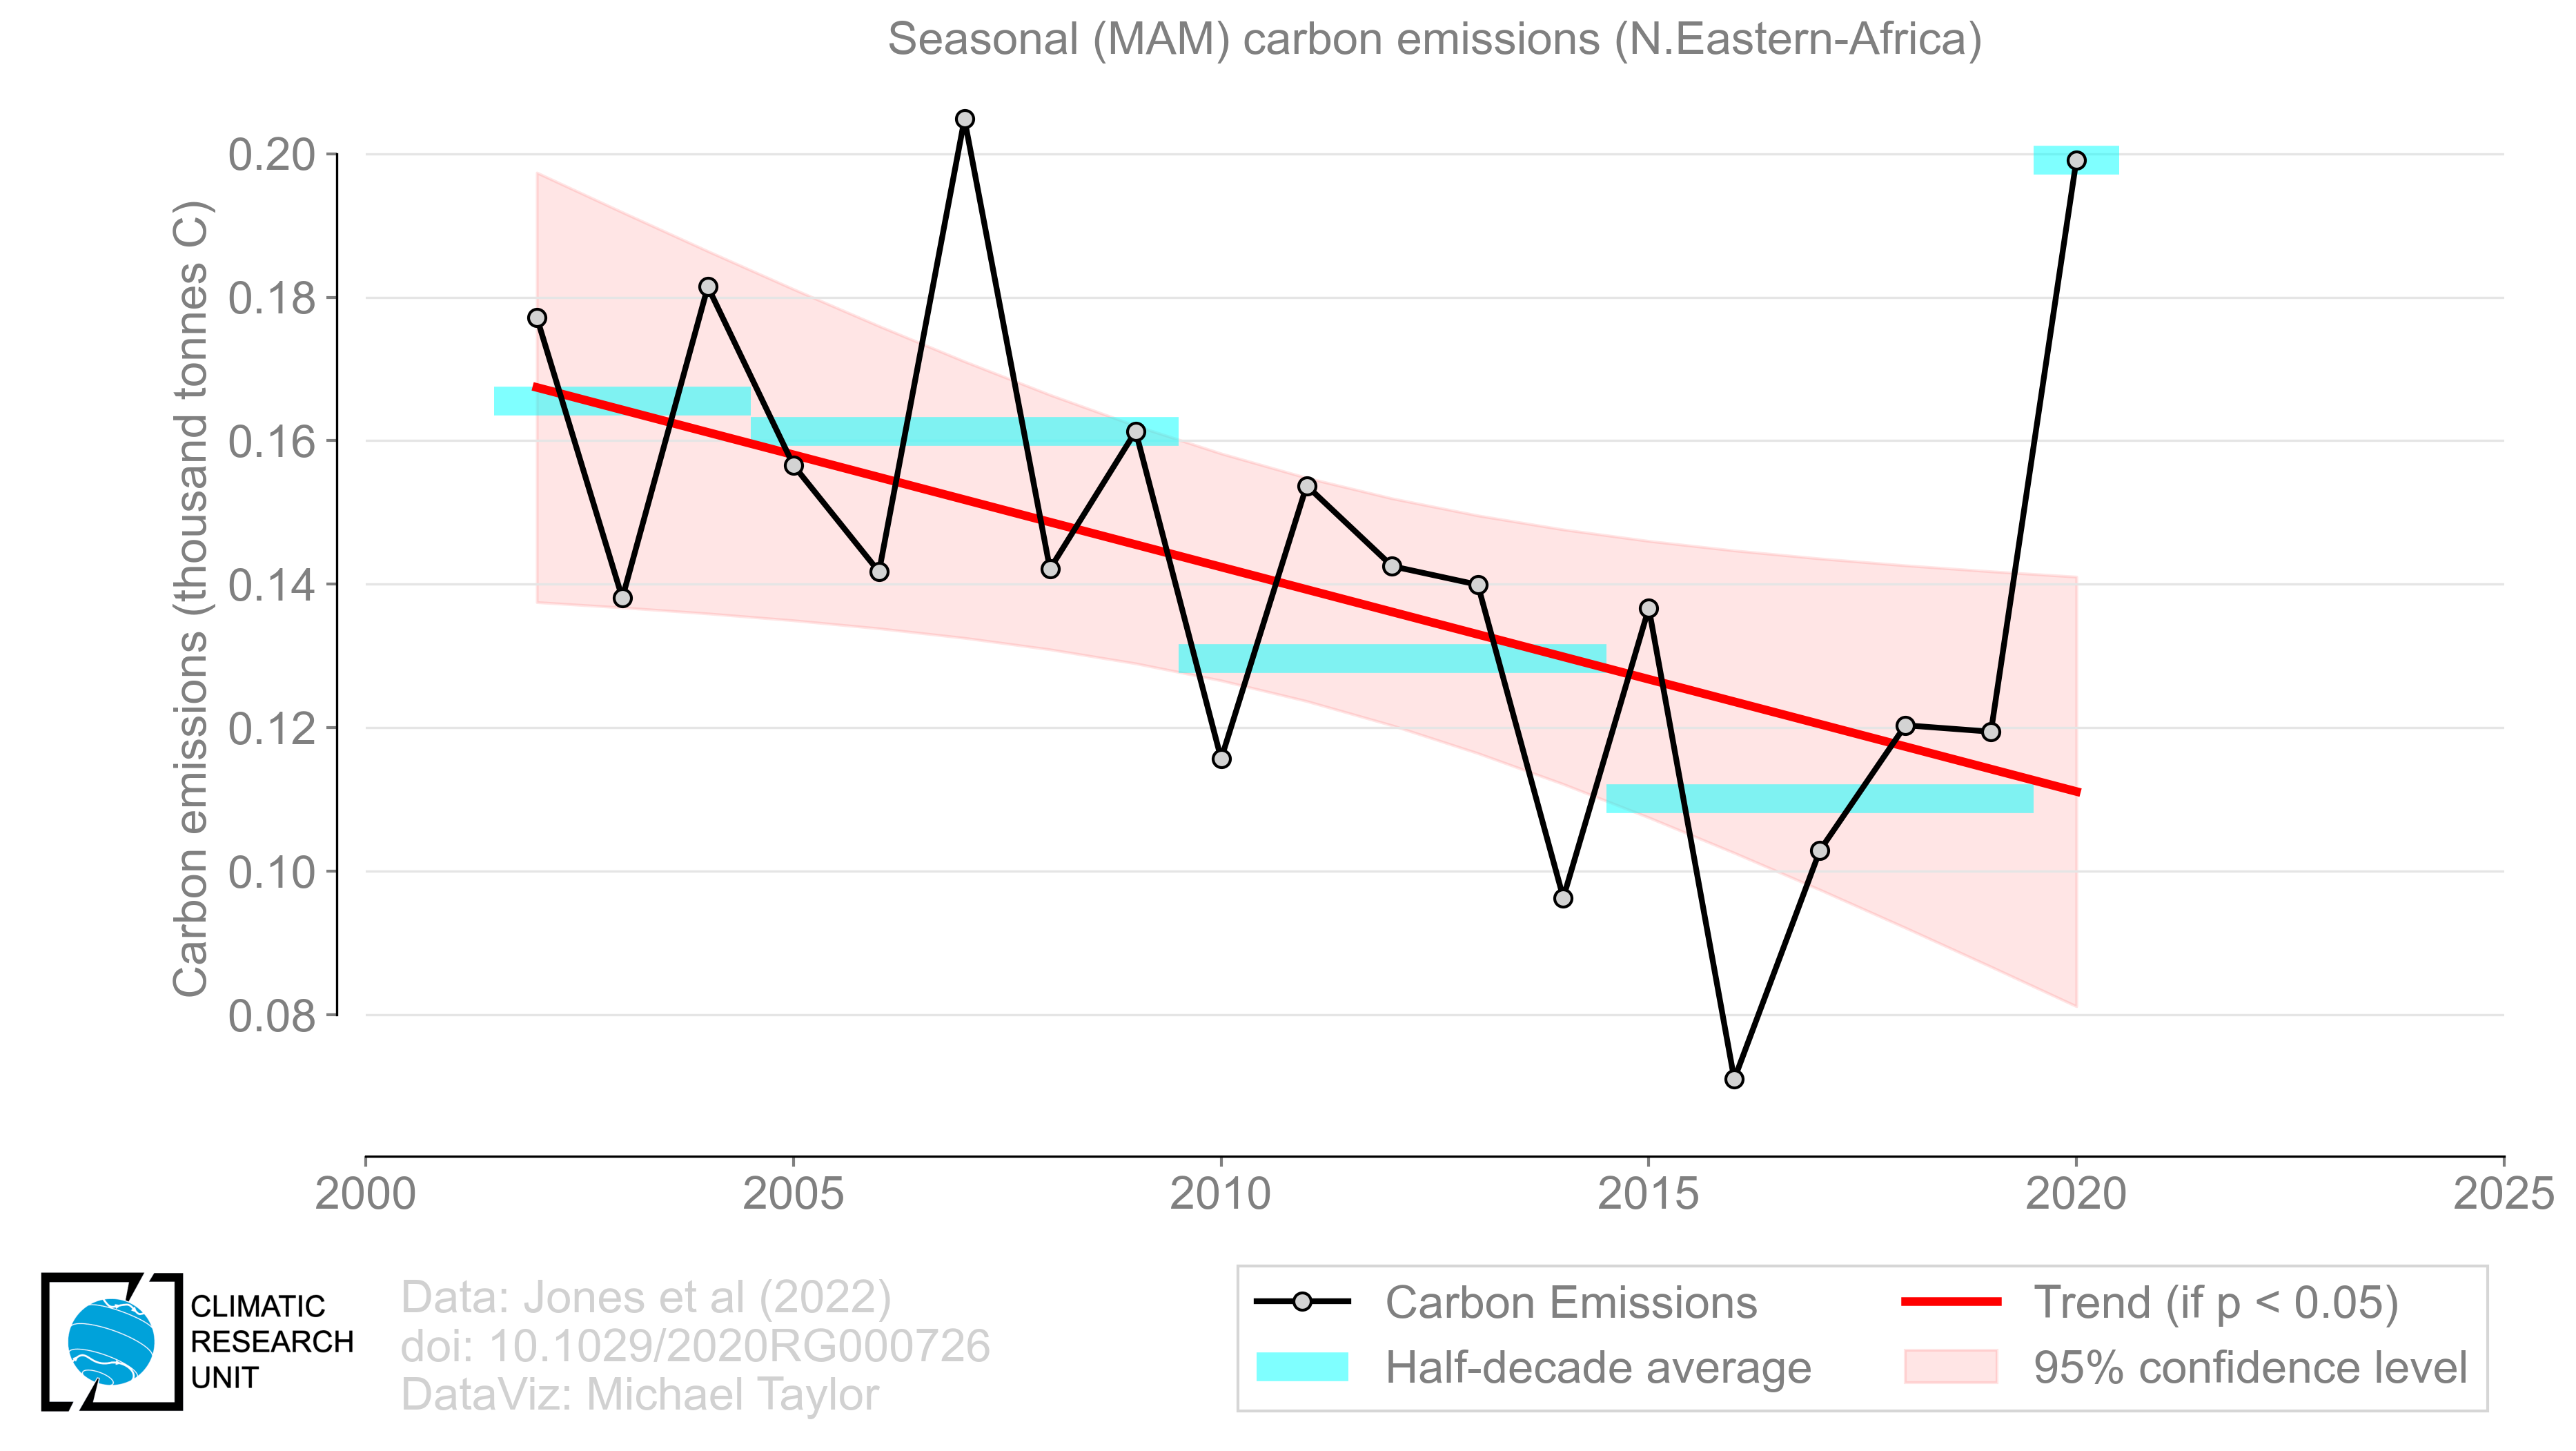 Seasonal (MAM) carbon emissions (N.Eastern-Africa)
Carbon emissions (thousand tonnes C)
0.20
0.18
0.16
0.14
0.12
0.10
0.08
2000 2005 2010 2015 2020 2025
CLIMATIC
RESEARCH
UNIT
Data: Jones et al (2022)
doi: 10.1029/2020RG000726
DataViz: Michael Taylor
Carbon Emissions
Half-decade average
Trend (if p < 0.05)
95% confidence level